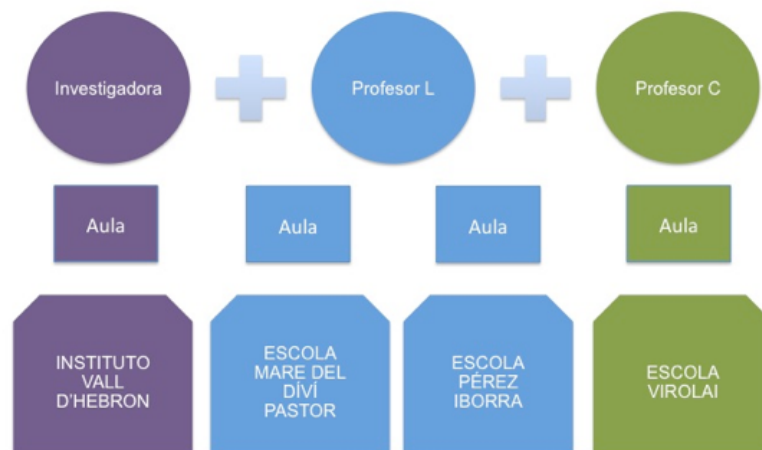 Investigadora
Profesor L
Profesor C
Aula
Aula
Aula
Aula
INSTITUTO
VALL
D'HEBRON
ESCOLA
MARE DEL
DÍVÍ
PASTOR
ESCOLA
PÉREZ
IBORRA
ESCOLA
VIROLAI